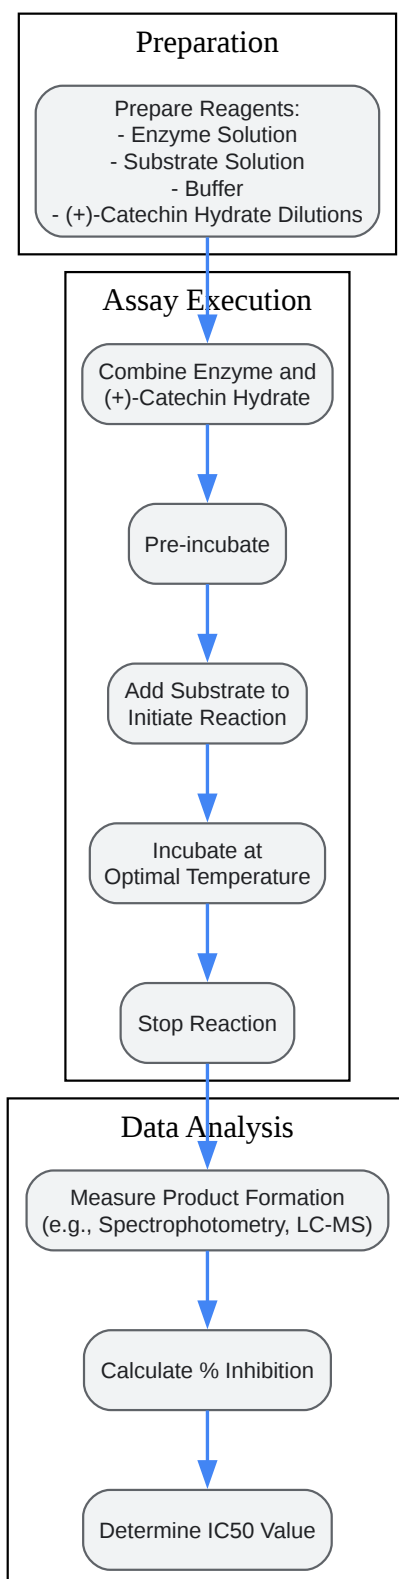 Preparation
Prepare Reagents:
- Enzyme Solution
- Substrate Solution
- Buffer
- (+)-Catechin Hydrate Dilutions
Assay Execution
Combine Enzyme and
(+)-Catechin Hydrate
Pre-incubate
Add Substrate to
Initiate Reaction
Incubate at
Optimal Temperature
Stop Reaction
Data Analysis
Measure Product Formation
(e.g., Spectrophotometry, LC-MS)
Calculate % Inhibition
Determine IC50 Value